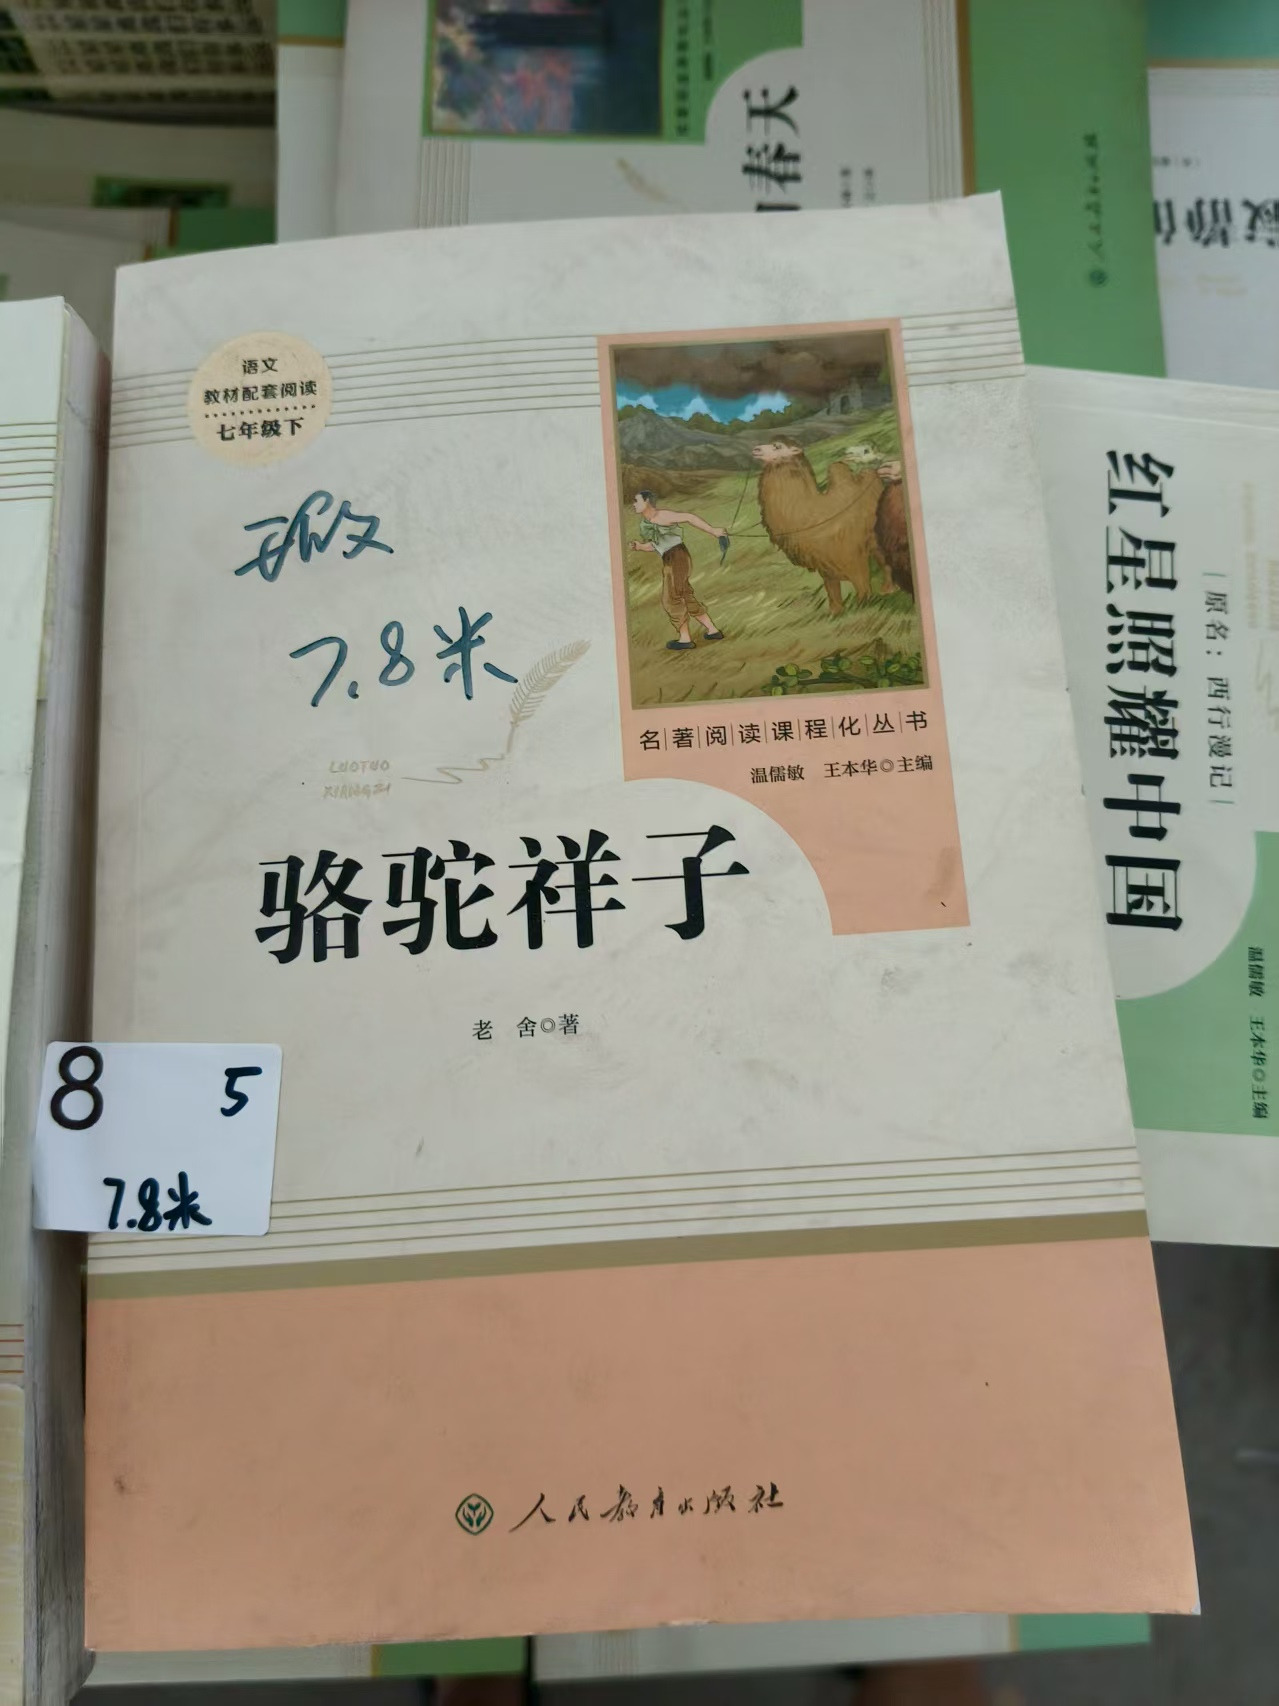 语文
教材配套阅读
七年级下
7.8米
名著阅读课程化丛书
温儒敏 王本华◎主编
LUOTUO
XIANGZI
骆驼祥子
老舍◎著
8 5
7.8米
人民教育出版社
春天
红星照耀中国
原名：西行漫记
温儒敏 王本华◎主编